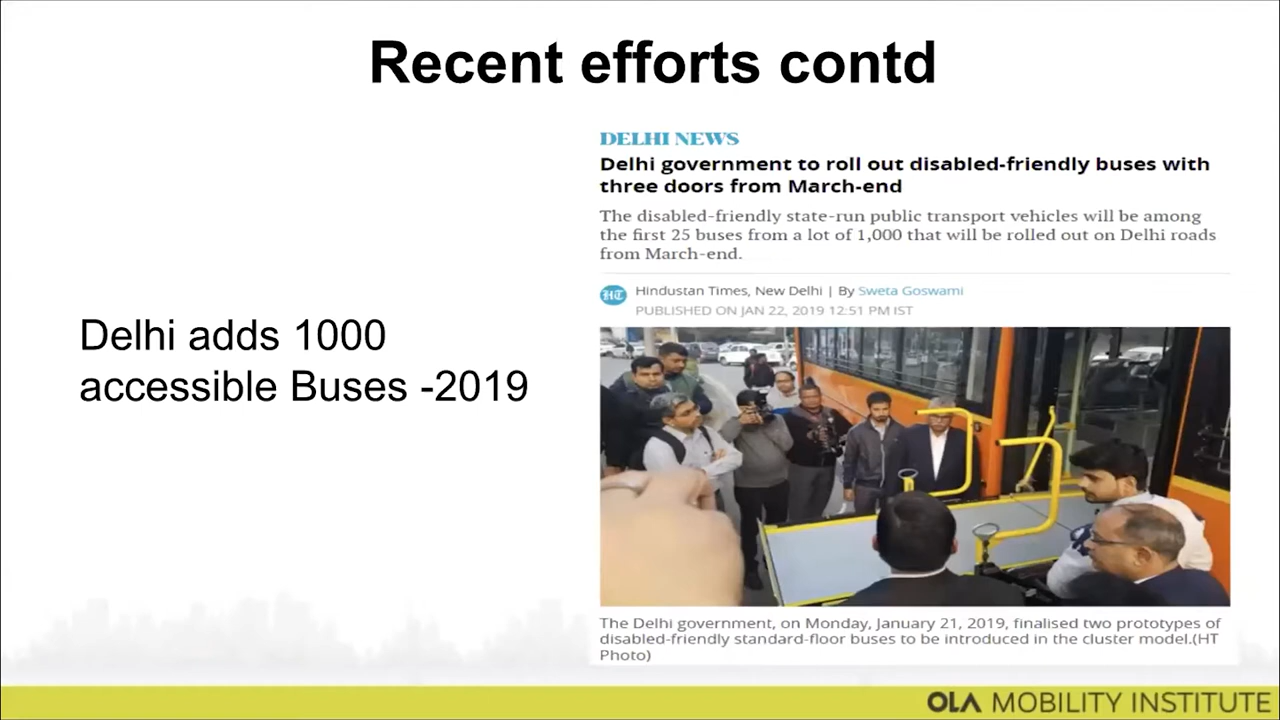 Recent efforts contd
Delhi adds 1000
accessible Buses -2019
DELHI NEWS
Delhi government to roll out disabled-friendly buses with
three doors from March-end
The disabled-friendly state-run public transport vehicles will be among
the first 25 buses from a lot of 1,000 that will be rolled out on Delhi roads
from March-end.
HT
Hindustan Times, New Delhi | By Sweta Goswami
PUBLISHED ON JAN 22, 2019 12:51 PM IST
The Delhi government, on Monday, January 21, 2019, finalised two prototypes of
disabled-friendly standard-floor buses to be introduced in the cluster model.(HT
Photo)
OLA MOBILITY INSTITUTE